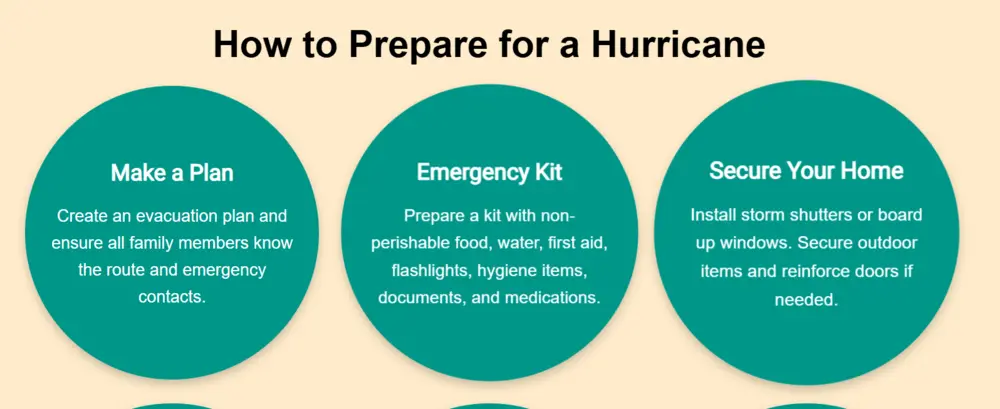 How to Prepare for a Hurricane
Make a Plan
Create an evacuation plan and
ensure all family members know
the route and emergency
contacts.
Emergency Kit
Prepare a kit with non-
perishable food, water, first aid,
flashlights, hygiene items,
documents, and medications.
Secure Your Home
Install storm shutters or board
up windows. Secure outdoor
items and reinforce doors if
needed.